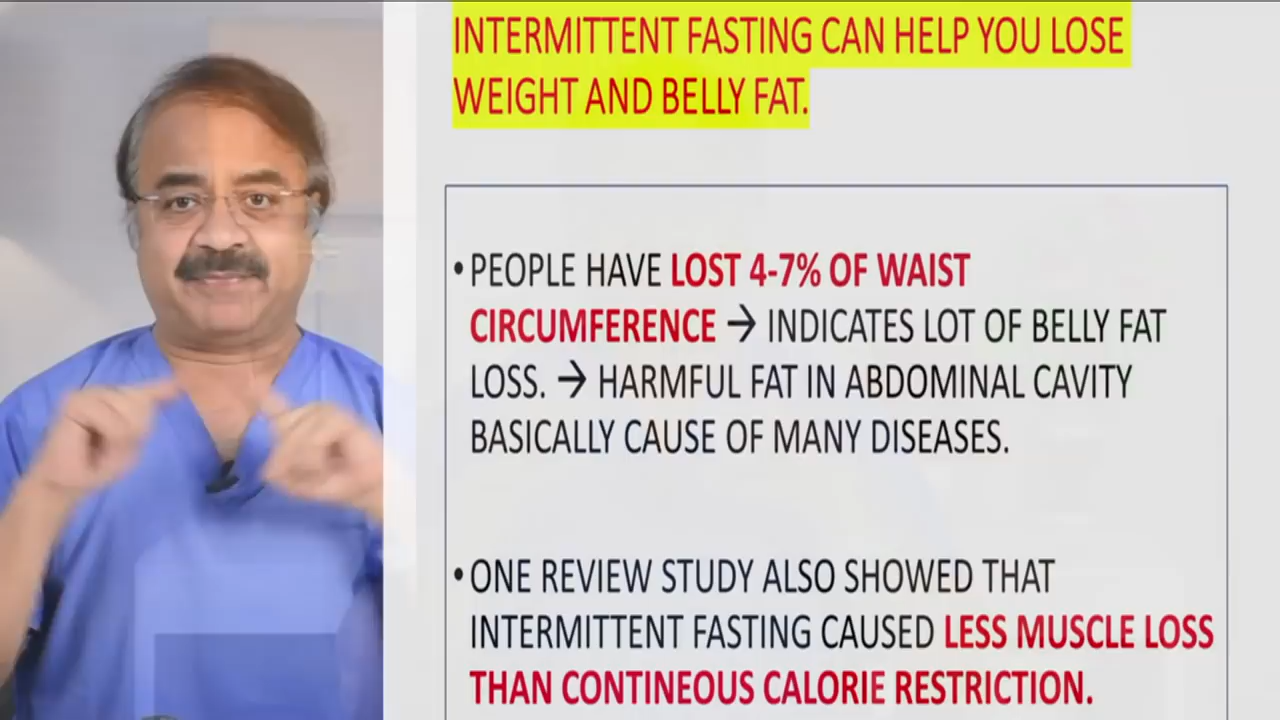 INTERMITTENT FASTING CAN HELP YOU LOSE
WEIGHT AND BELLY FAT.
•PEOPLE HAVE LOST 4-7% OF WAIST
CIRCUMFERENCE → INDICATES LOT OF BELLY FAT
LOSS. → HARMFUL FAT IN ABDOMINAL CAVITY
BASICALLY CAUSE OF MANY DISEASES.
•ONE REVIEW STUDY ALSO SHOWED THAT
INTERMITTENT FASTING CAUSED LESS MUSCLE LOSS
THAN CONTINEOUS CALORIE RESTRICTION.